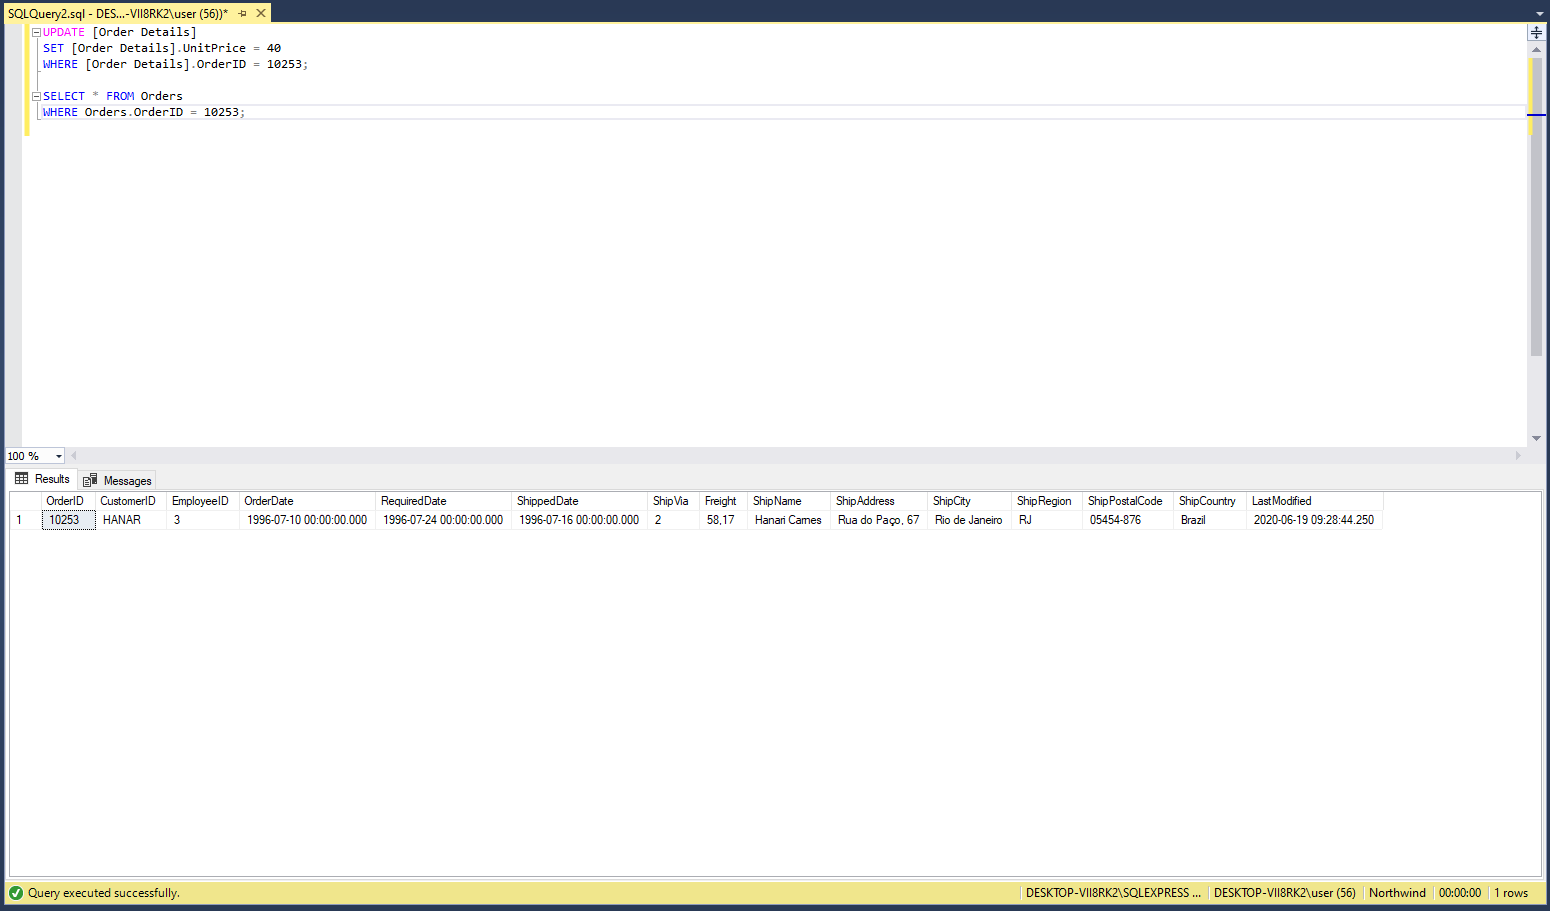 SQLQuery2.sql - DES...-VII8RK2\user (56))*
UPDATE [Order Details]
SET [Order Details].UnitPrice = 40
WHERE [Order Details].OrderID = 10253;
SELECT * FROM Orders
WHERE Orders.OrderID = 10253;
100 %
Results Messages
OrderID CustomerID EmployeeID OrderDate RequiredDate ShippedDate ShipVia Freight ShipName ShipAddress ShipCity ShipRegion ShipPostalCode ShipCountry LastModified
1 10253 HANAR 3 1996-07-10 00:00:00.000 1996-07-24 00:00:00.000 1996-07-16 00:00:00.000 2 58,17 Hanari Carnes Rua do Paço, 67 Rio de Janeiro RJ 05454-876 Brazil 2020-06-19 09:28:44.250
Query executed successfully. DESKTOP-VII8RK2\SQLEXPRESS ... DESKTOP-VII8RK2\user (56) Northwind 00:00:00 1 rows